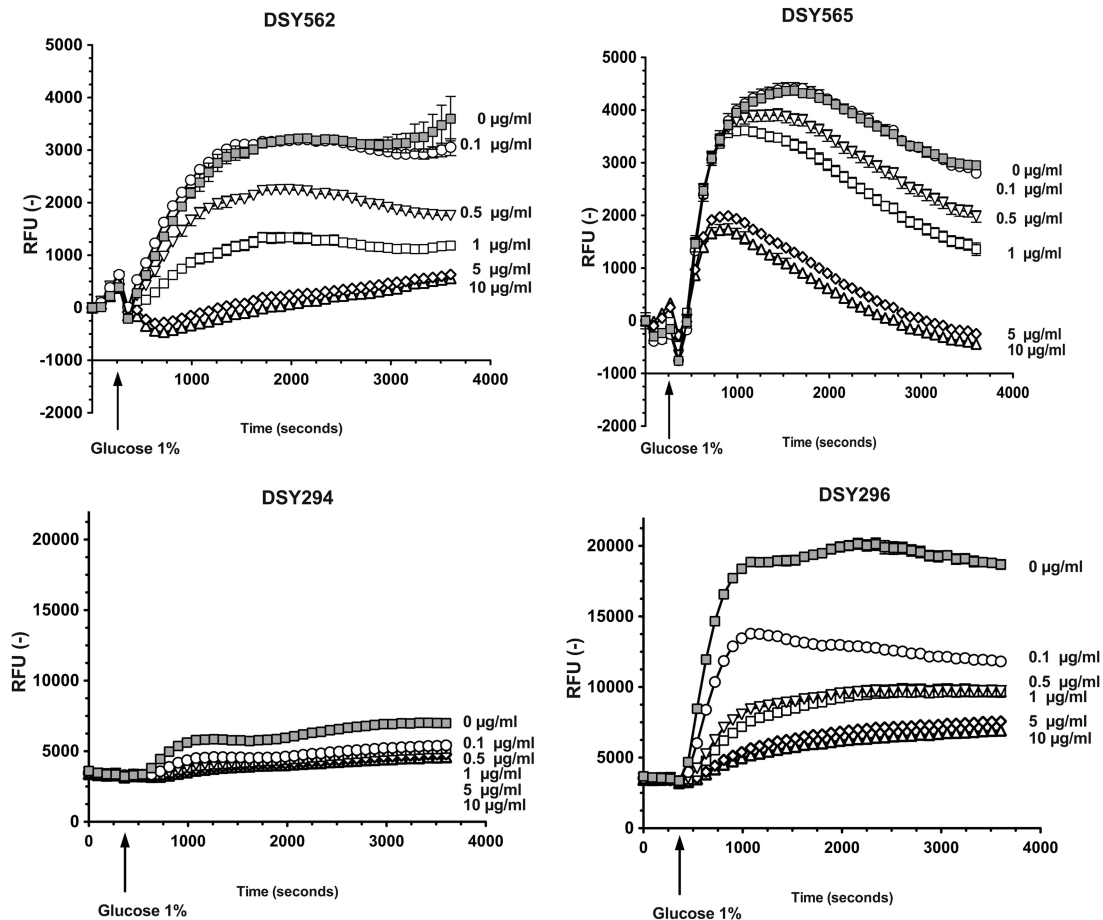 DSY562
5000
4000
3000
2000
1000
0
-1000
-2000
RFU (-)
1000
2000
3000
4000
0 µg/ml
0.1 µg/ml
0.5 µg/ml
1 µg/ml
5 µg/ml
10 µg/ml
Time (seconds)
Glucose 1%
DSY565
5000
4000
3000
2000
1000
0
-1000
-2000
RFU (-)
1000
2000
3000
4000
0 µg/ml
0.1 µg/ml
0.5 µg/ml
1 µg/ml
5 µg/ml
10 µg/ml
Time (seconds)
Glucose 1%
DSY294
20000
15000
10000
5000
0
RFU (-)
0
1000
2000
3000
4000
0 µg/ml
0.1 µg/ml
0.5 µg/ml
1 µg/ml
5 µg/ml
10 µg/ml
Time (seconds)
Glucose 1%
DSY296
20000
15000
10000
5000
0
RFU (-)
0
1000
2000
3000
4000
0 µg/ml
0.1 µg/ml
0.5 µg/ml
1 µg/ml
5 µg/ml
10 µg/ml
Time (seconds)
Glucose 1%